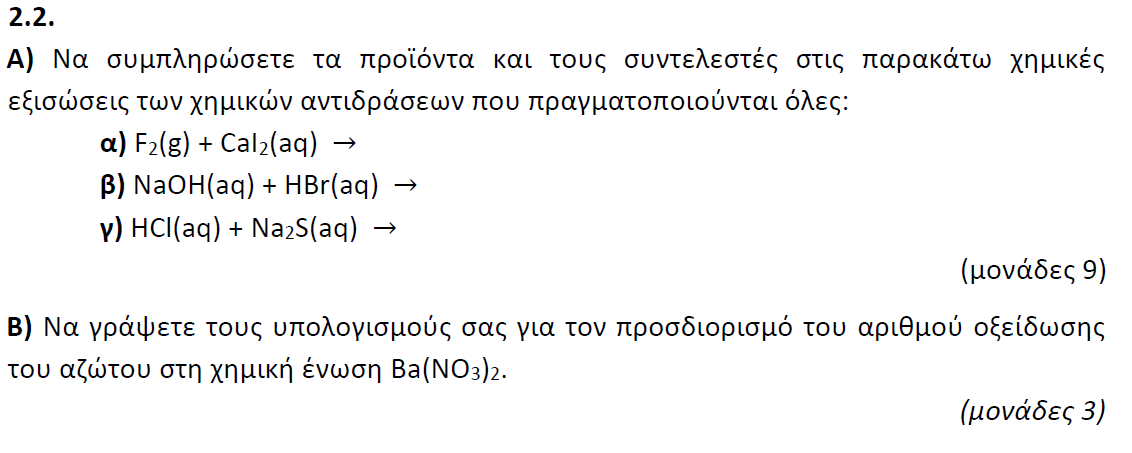 2.2.
Α) Να συμπληρώσετε τα προϊόντα και τους συντελεστές στις παρακάτω χημικές
εξισώσεις των χημικών αντιδράσεων που πραγματοποιούνται όλες:
α) F₂(g) + CaI₂(aq) →
β) NaOH(aq) + HBr(aq) →
γ) HCl(aq) + Na₂S(aq) →
(μονάδες 9)
Β) Να γράψετε τους υπολογισμούς σας για τον προσδιορισμό του αριθμού οξείδωσης
του αζώτου στη χημική ένωση Ba(NO₃)₂.
(μονάδες 3)